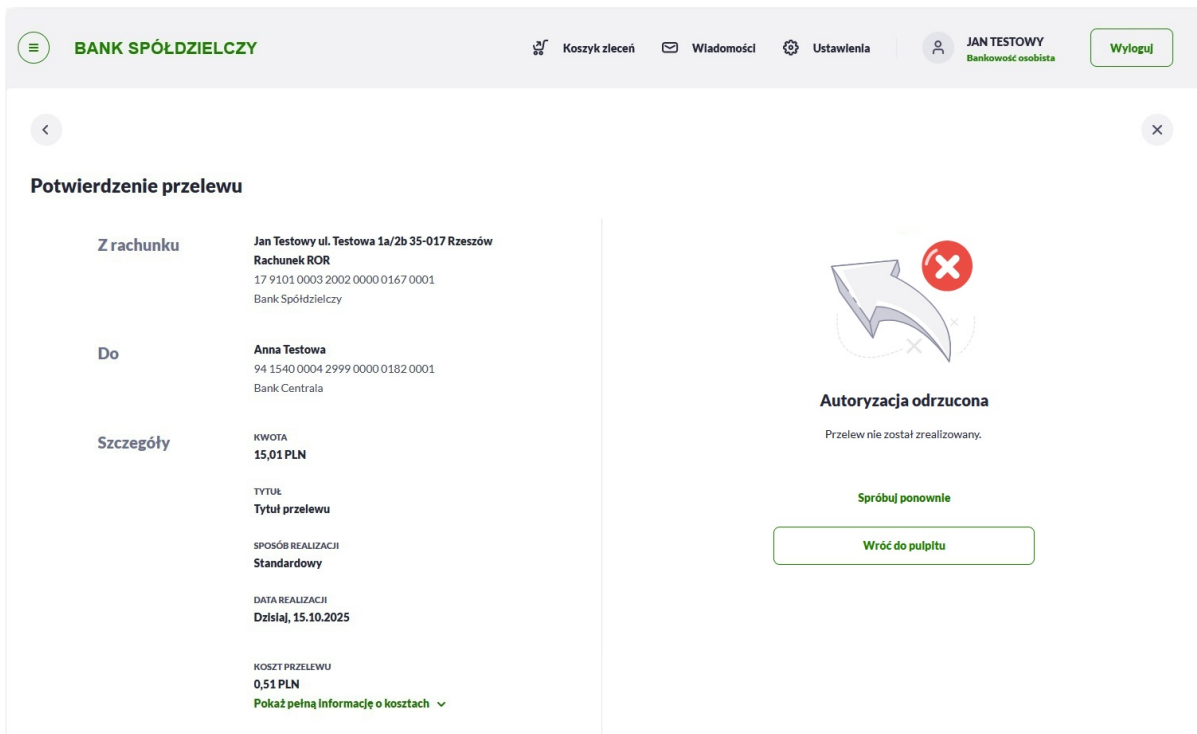 BANK SPÓŁDZIELCZY
Koszyk zleceń
Wiadomości
Ustawienia
JAN TESTOWY
Bankowość osobista
Wyloguj
Potwierdzenie przelewu
Z rachunku
Jan Testowy ul. Testowa 1a/2b 35-017 Rzeszów
Rachunek ROR
17 9101 0003 2002 0000 0167 0001
Bank Spółdzielczy
Do
Anna Testowa
94 1540 0004 2999 0000 0182 0001
Bank Centrala
Szczegóły
KWOTA
15,01 PLN
TYTUŁ
Tytuł przelewu
SPOSÓB REALIZACJI
Standardowy
DATA REALIZACJI
Dzisiaj, 15.10.2025
KOSZT PRZELEWU
0,51 PLN
Pokaż pełną informację o kosztach
Autoryzacja odrzucona
Przelew nie został zrealizowany.
Spróbuj ponownie
Wróć do pulpitu